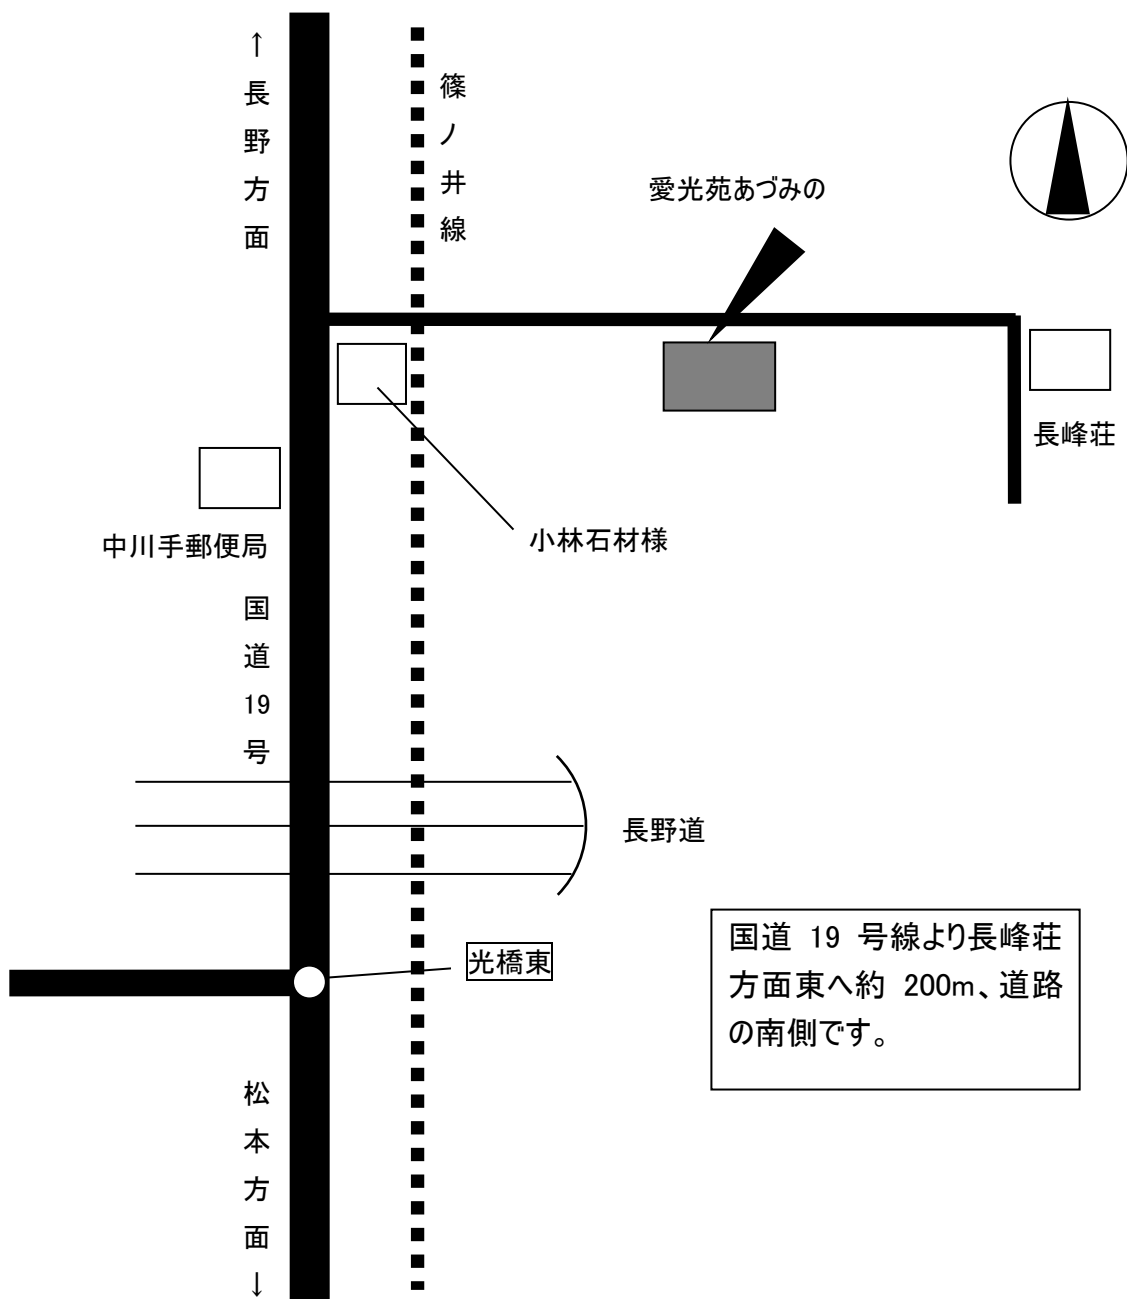 ↑長野方面
篠ノ井線
愛光苑あづみの
長峰荘
小林石材様
中川手郵便局
国道19号
長野道
光橋東
国道 19 号線より長峰荘
方面東へ約 200m、道路
の南側です。
松本方面↓